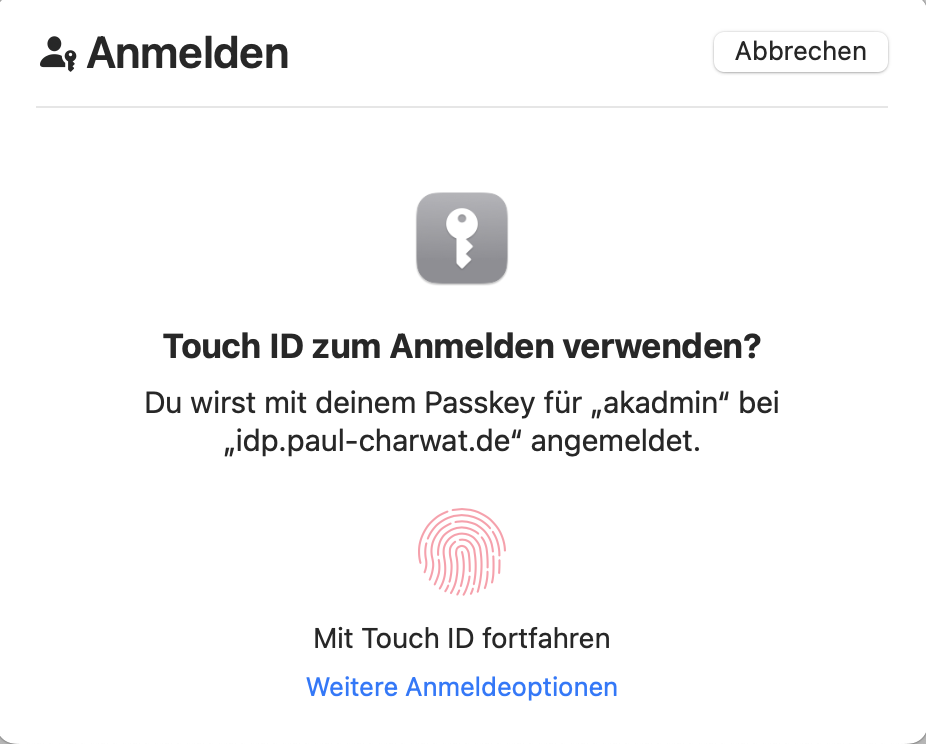 Anmelden
Abbrechen
Touch ID zum Anmelden verwenden?
Du wirst mit deinem Passkey für „akadmin“ bei
„idp.paul-charwat.de“ angemeldet.
Mit Touch ID fortfahren
Weitere Anmeldeoptionen